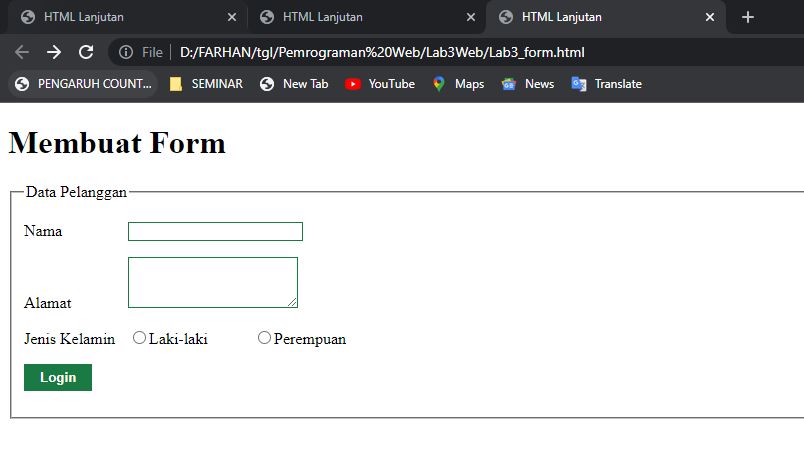 HTML Lanjutan
HTML Lanjutan
HTML Lanjutan
File
D:/FARHAN/tgl/Pemrograman%20Web/Lab3Web/Lab3_form.html
PENGARUH COUNT... SEMINAR New Tab YouTube Maps News Translate
Membuat Form
Data Pelanggan
Nama
Alamat
Jenis Kelamin Laki-laki Perempuan
Login